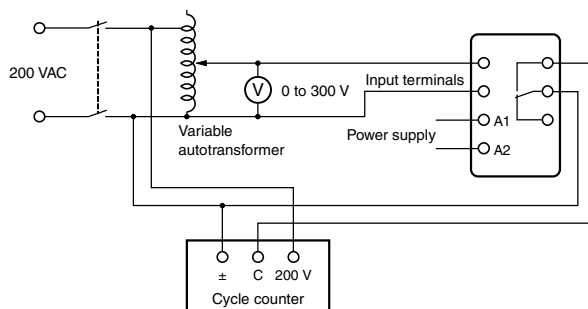 200 VAC
V
0 to 300 V
Variable
autotransformer
Input terminals
Power supply
A1
A2
± C 200 V
Cycle counter